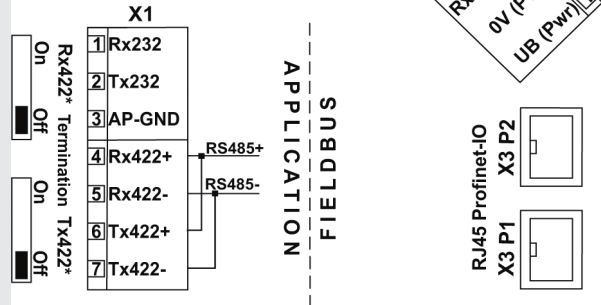 X1
1 Rx232
2 Tx232
3 AP-GND
4 Rx422+
5 Rx422-
6 Tx422+
7 Tx422-
RS485+
RS485-
On
Off
On
Off
Rx422* Termination Tx422*
APPLICATION
FIELDBUS
0V
UB (Pwr)
RJ45 Profinet-IO
X3 P2
X3 P1